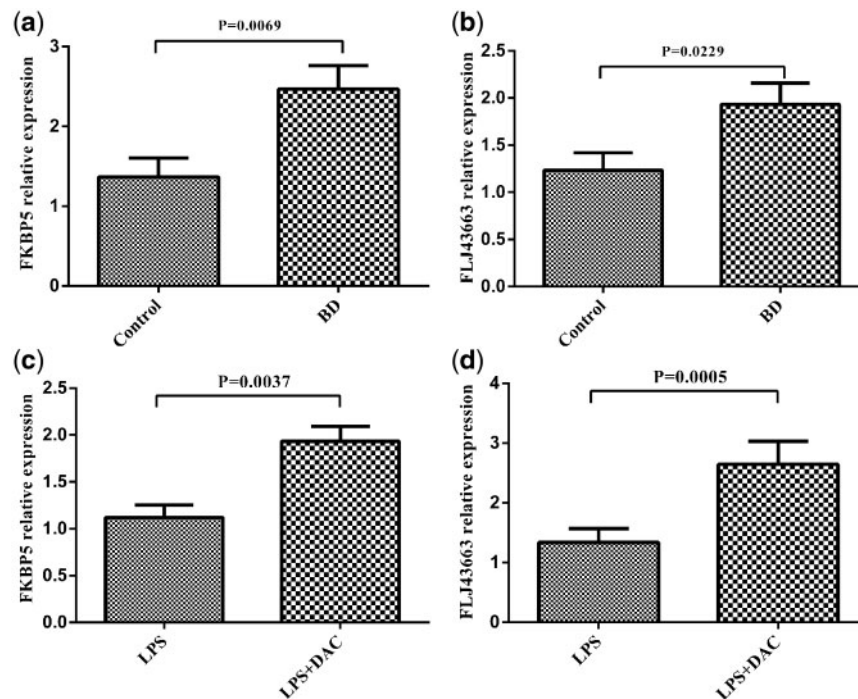 (a)
P=0.0069
FKBP5 relative expression
3
2
1
0
Control
BD
(b)
P=0.0229
FLJ43663 relative expression
2.5
2.0
1.5
1.0
0.5
0.0
Control
BD
(c)
P=0.0037
FKBP5 relative expression
2.5
2.0
1.5
1.0
0.5
0.0
LPS
LPS+DAC
(d)
P=0.0005
FLJ43663 relative expression
4
3
2
1
0
LPS
LPS+DAC